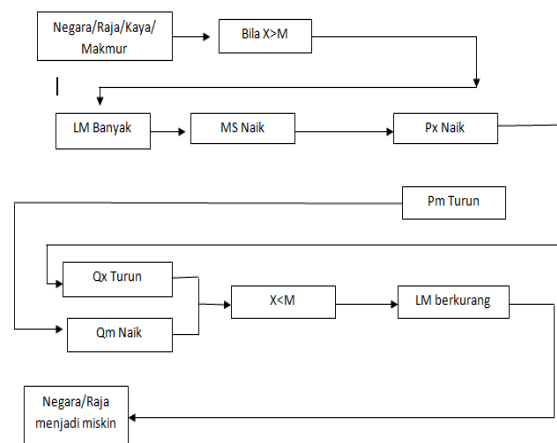 Negara/Raja/Kaya/
Makmur
Bila X>M
LM Banyak
MS Naik
Px Naik
Pm Turun
Qx Turun
Qm Naik
X<M
LM berkurang
Negara/Raja
menjadi miskin